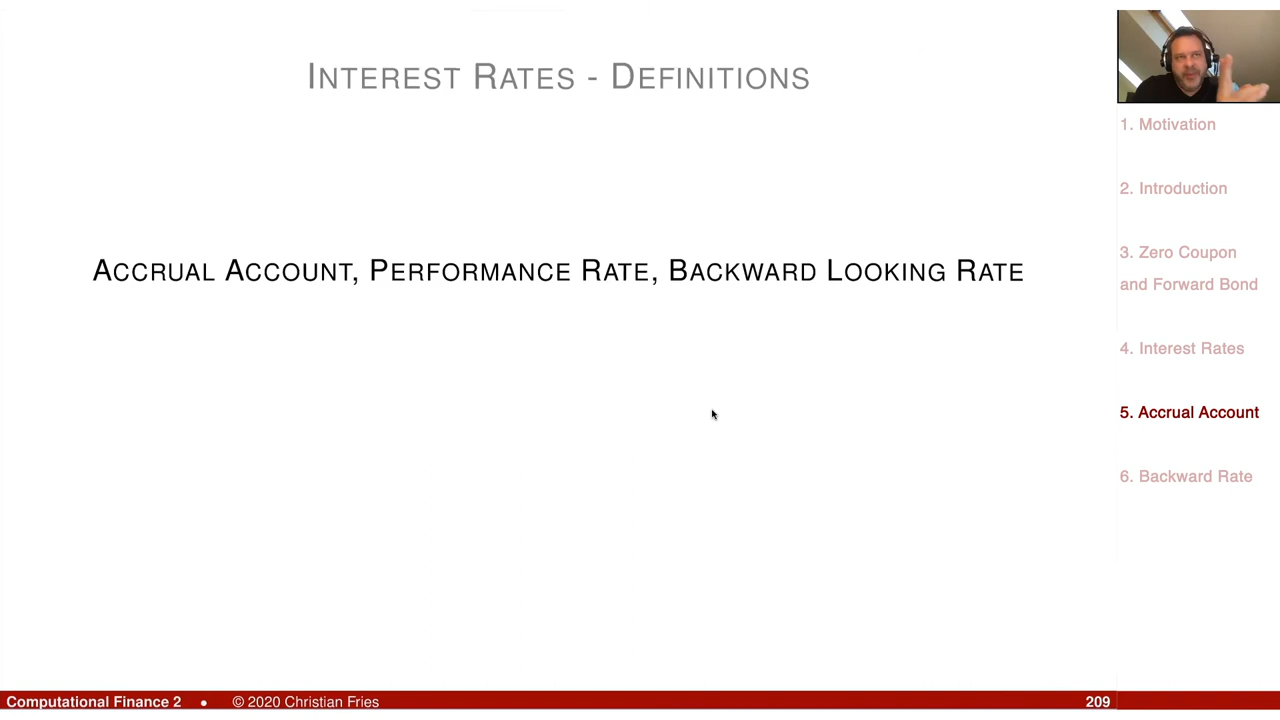 INTEREST RATES - DEFINITIONS
ACCRUAL ACCOUNT, PERFORMANCE RATE, BACKWARD LOOKING RATE
1. Motivation
2. Introduction
3. Zero Coupon
and Forward Bond
4. Interest Rates
5. Accrual Account
6. Backward Rate
Computational Finance 2 • © 2020 Christian Fries 209